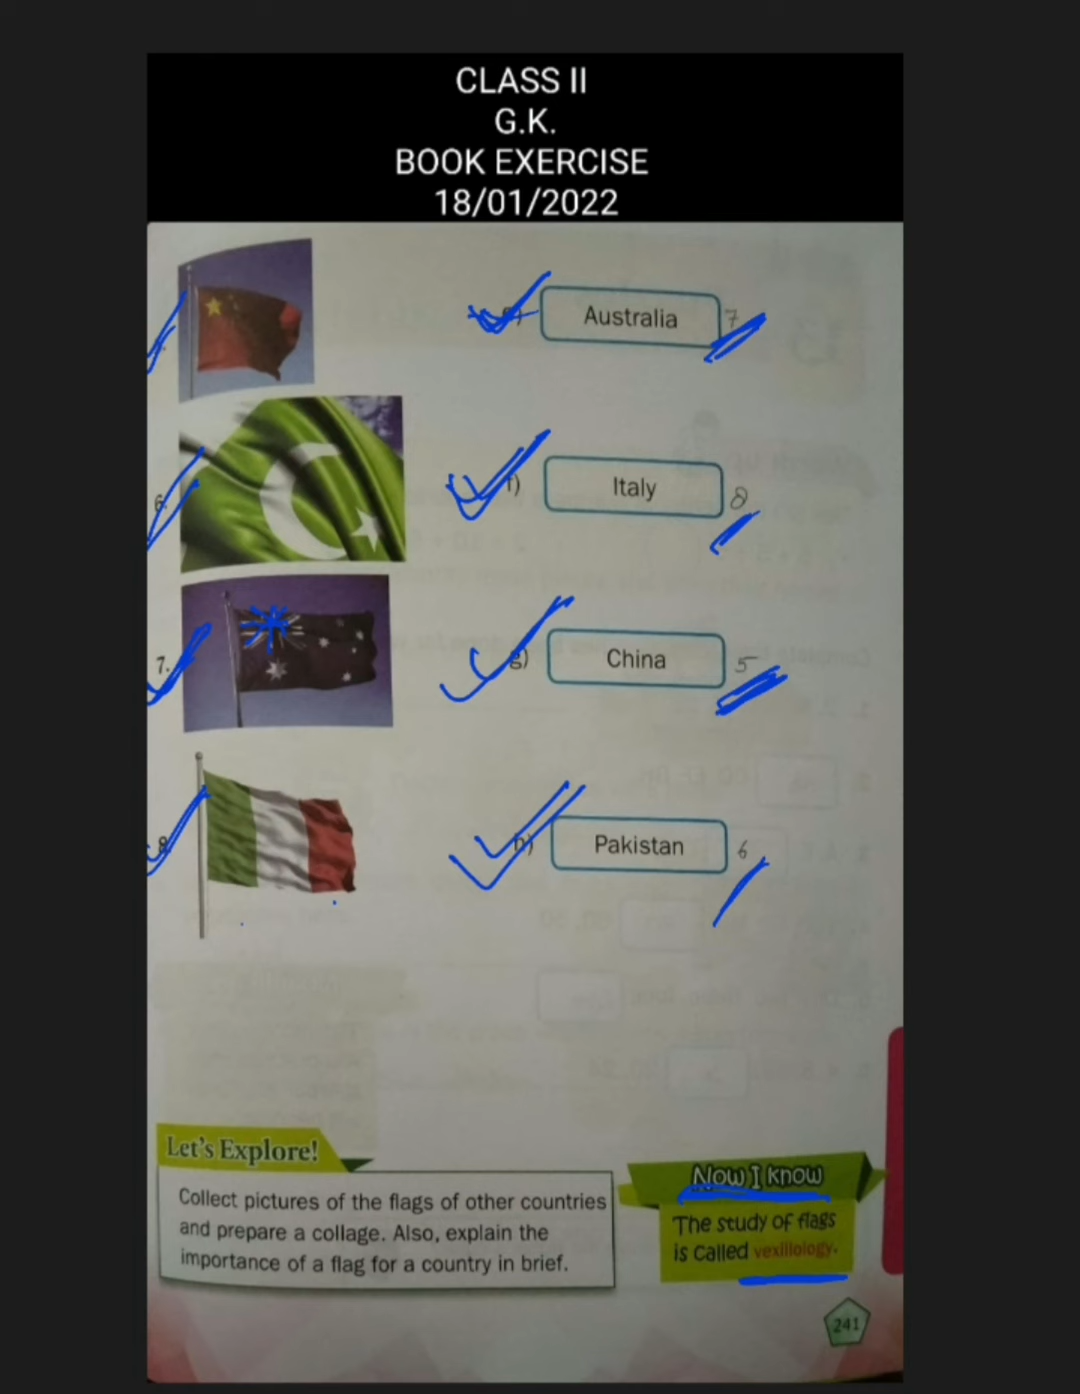 CLASS II
G.K.
BOOK EXERCISE
18/01/2022
Australia 7
6.
f) Italy 8
7.
g) China 5
8
h) Pakistan 6
Let's Explore!
Collect pictures of the flags of other countries
and prepare a collage. Also, explain the
importance of a flag for a country in brief.
Now I know
The study of flags
is called vexillology.
241